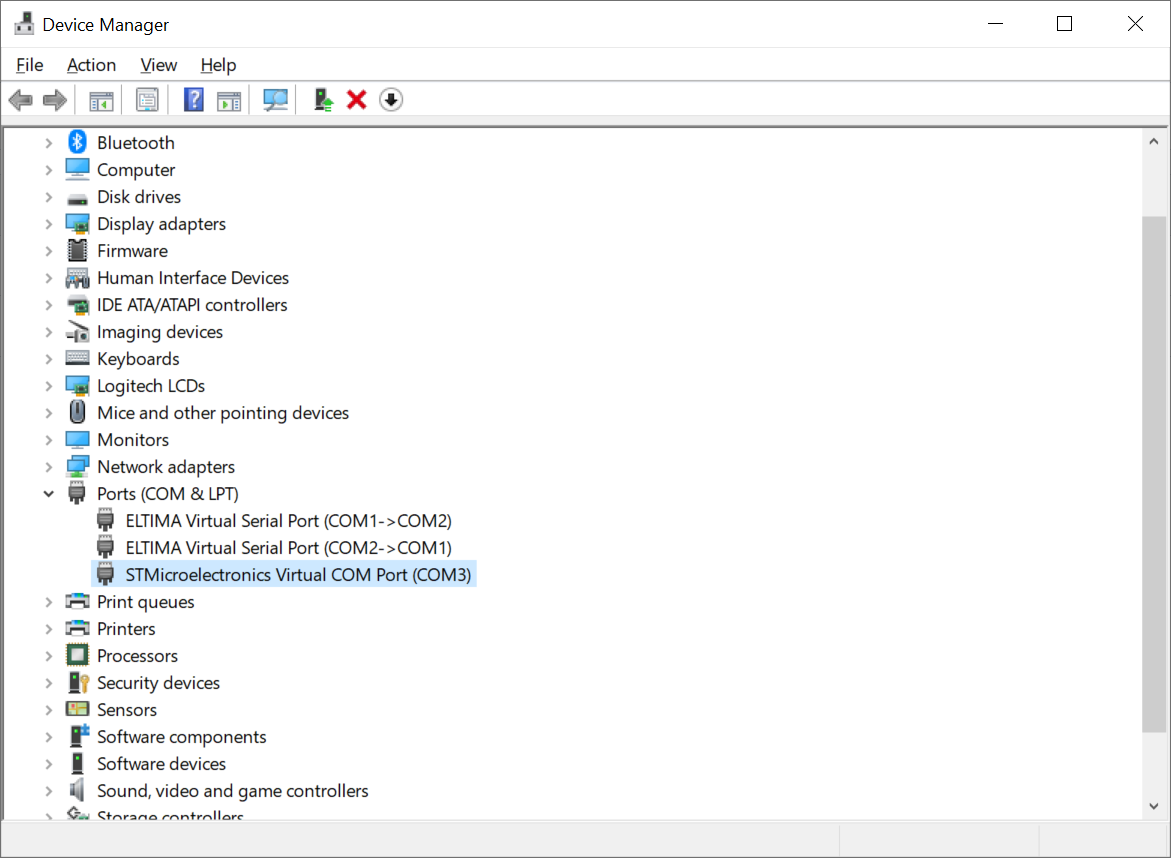 Device Manager
File Action View Help
Bluetooth
Computer
Disk drives
Display adapters
Firmware
Human Interface Devices
IDE ATA/ATAPI controllers
Imaging devices
Keyboards
Logitech LCDs
Mice and other pointing devices
Monitors
Network adapters
Ports (COM & LPT)
ELTIMA Virtual Serial Port (COM1->COM2)
ELTIMA Virtual Serial Port (COM2->COM1)
STMicroelectronics Virtual COM Port (COM3)
Print queues
Printers
Processors
Security devices
Sensors
Software components
Software devices
Sound, video and game controllers
Storage controllers